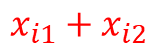 x_{i1} + x_{i2}